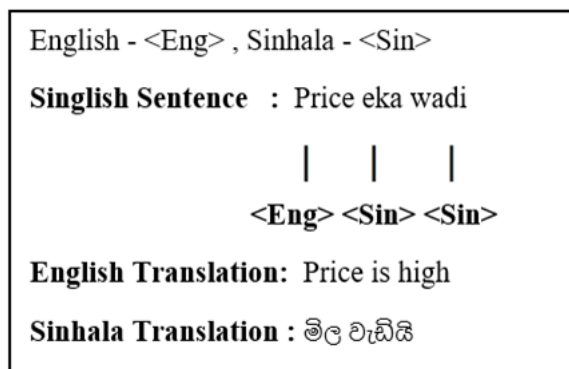 English - <Eng> , Sinhala - <Sin>
Singlish Sentence : Price eka wadi
| | |
<Eng> <Sin> <Sin>
English Translation: Price is high
Sinhala Translation : මිල වැඩියි